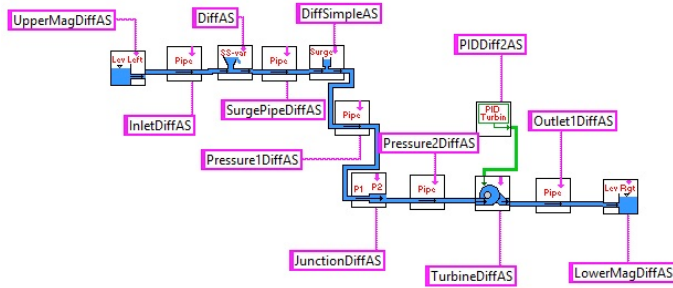 UpperMagDiffAS
DiffAS
DiffSimpleAS
PIDDiff2AS
Lev Left
Pipe
SS-var
Pipe
Surge
InletDiffAS
SurgePipeDiffAS
Pipe
PID
Turbin
Outlet1DiffAS
Pressure1DiffAS
Pressure2DiffAS
P1 P2
Pipe
Pipe
Lev Rgt
JunctionDiffAS
TurbineDiffAS
LowerMagDiffAS